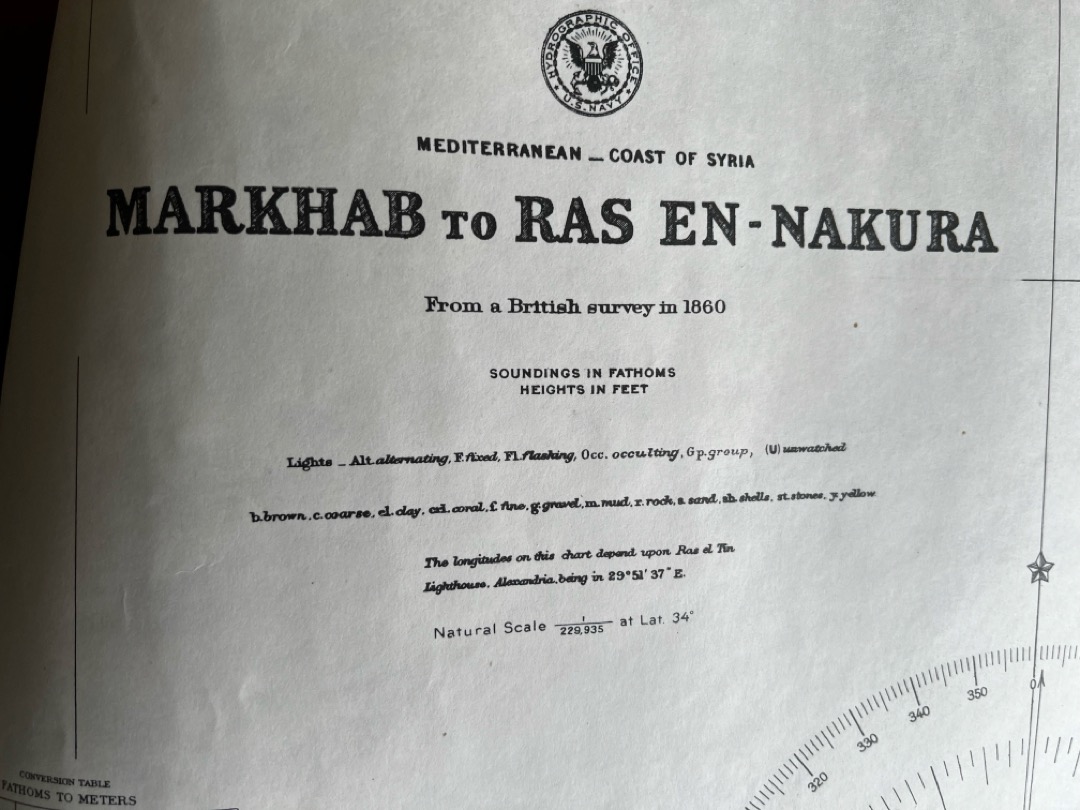 HYDROGRAPHIC OFFICE
U.S. NAVY
MEDITERRANEAN — COAST OF SYRIA
MARKHAB TO RAS EN-NAKURA
From a British survey in 1860
SOUNDINGS IN FATHOMS
HEIGHTS IN FEET
Lights — Alt. alternating, F. fixed, Fl. flashing, Occ. occulting, Gp. group, (U) unwatched
b. brown, c. coarse, cl. clay, crl. coral, f. fine, g. gravel, m. mud, r. rock, s. sand, sh. shells, st. stones, y. yellow
The longitudes on this chart depend upon Ras el Tin
Lighthouse, Alexandria, being in 29°51'37" E.
Natural Scale 1/229,935 at Lat. 34°
320
330
340
350
0
CONVERSION TABLE
FATHOMS TO METERS